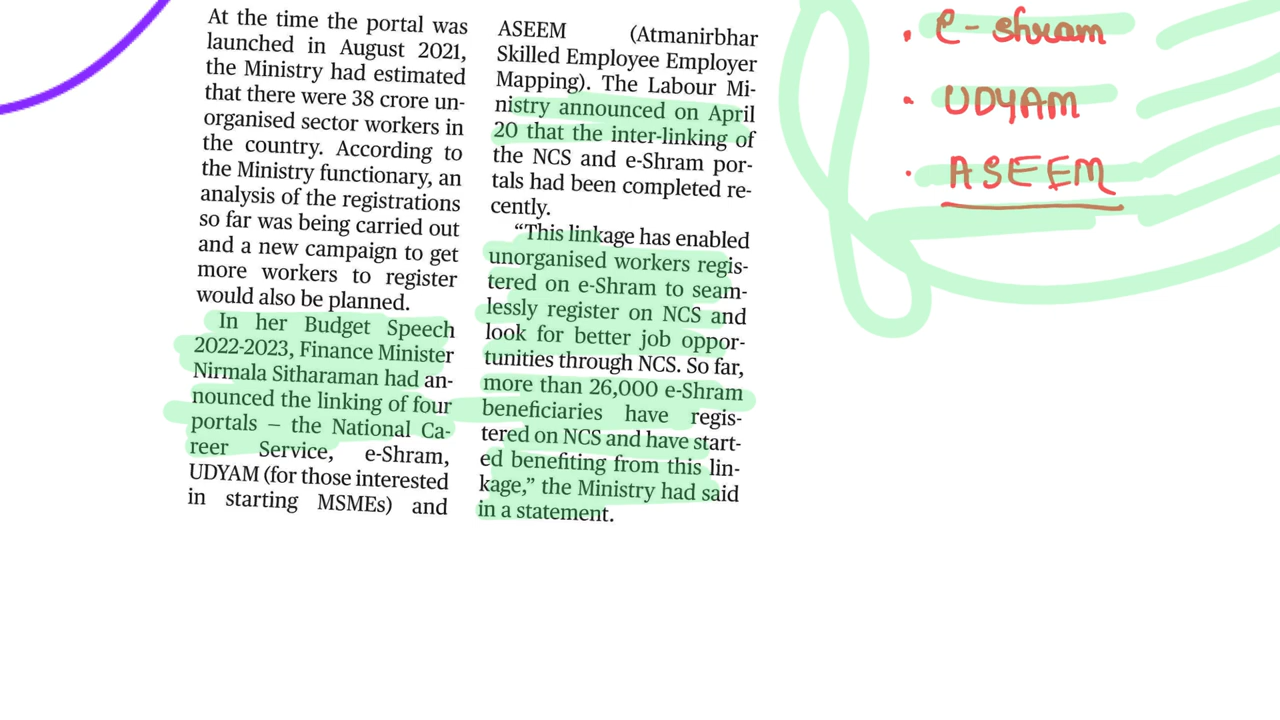 At the time the portal was
launched in August 2021,
the Ministry had estimated
that there were 38 crore un-
organised sector workers in
the country. According to
the Ministry functionary, an
analysis of the registrations
so far was being carried out
and a new campaign to get
more workers to register
would also be planned.
In her Budget Speech
2022-2023, Finance Minister
Nirmala Sitharaman had an-
nounced the linking of four
portals – the National Ca-
reer Service, e-Shram,
UDYAM (for those interested
in starting MSMEs) and
ASEEM (Atmanirbhar
Skilled Employee Employer
Mapping). The Labour Mi-
nistry announced on April
20 that the inter-linking of
the NCS and e-Shram por-
tals had been completed re-
cently.
“This linkage has enabled
unorganised workers regis-
tered on e-Shram to seam-
lessly register on NCS and
look for better job oppor-
tunities through NCS. So far,
more than 26,000 e-Shram
beneficiaries have regis-
tered on NCS and have start-
ed benefiting from this lin-
kage,” the Ministry had said
in a statement.
• e-shram
• UDYAM
• ASEEM